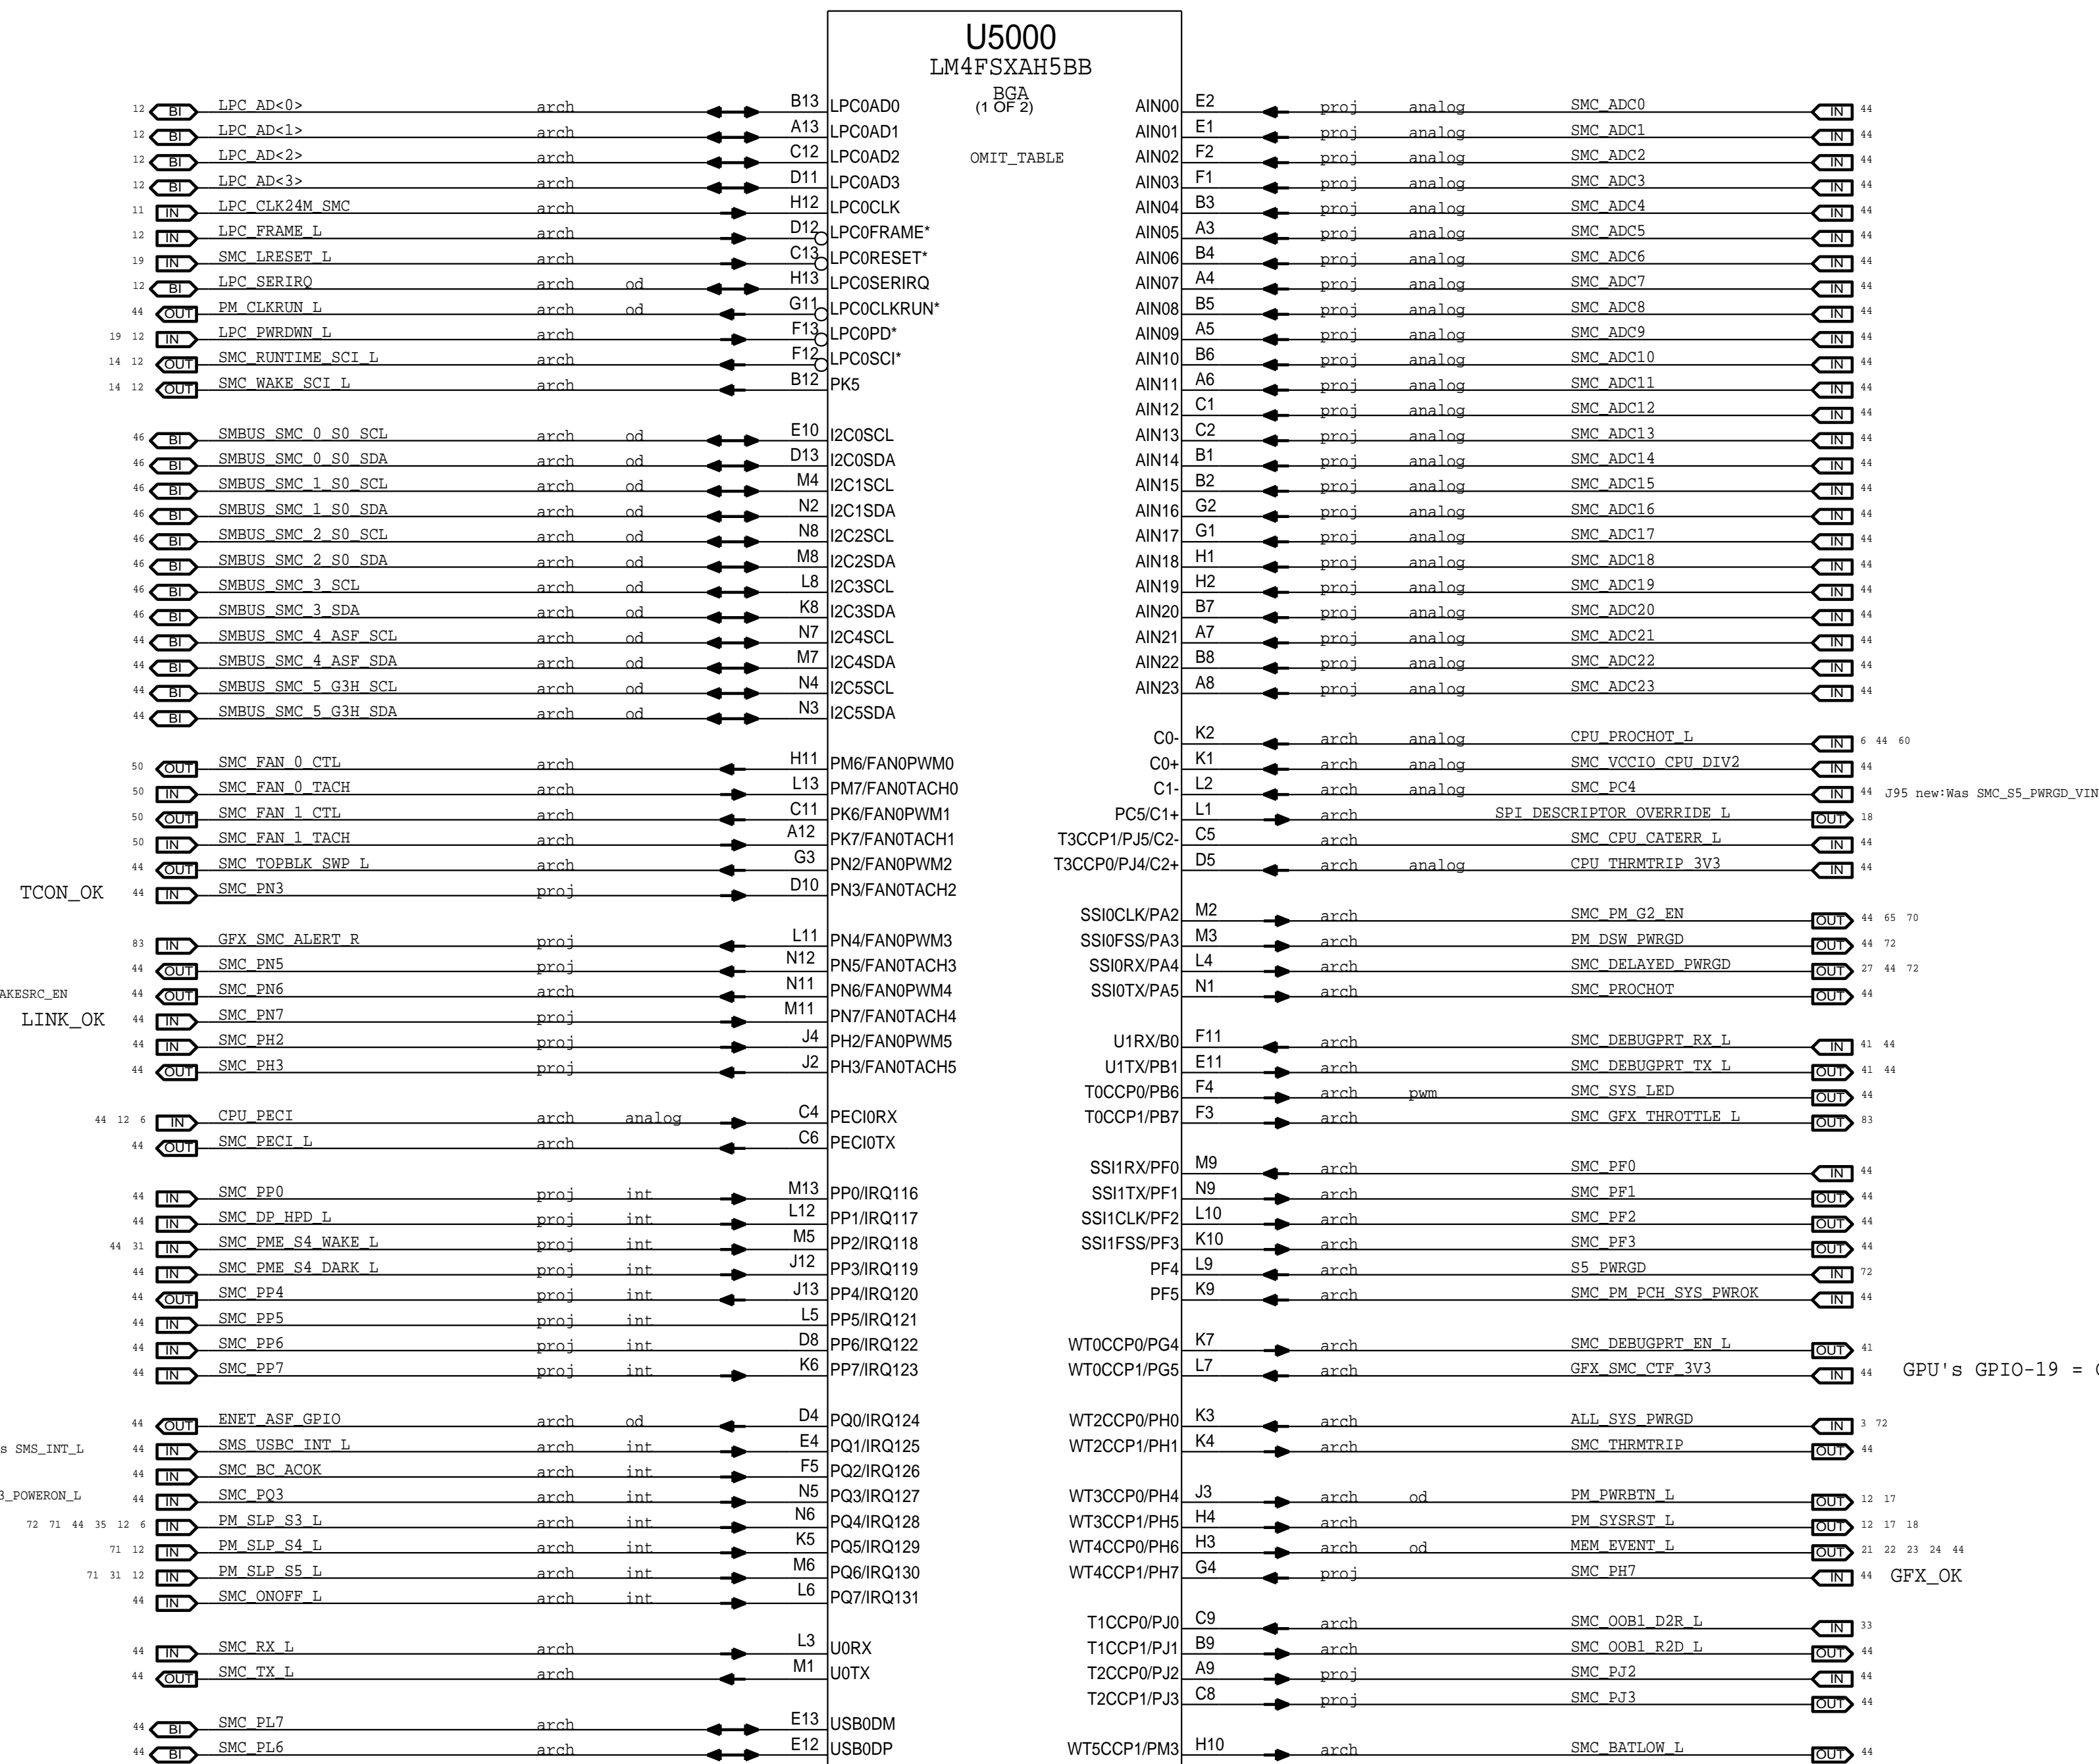 U5000
LM4FSXAH5BB
BGA
(1 OF 2)
OMIT_TABLE
12 BI LPC_AD<0> arch B13 LPC0AD0
12 BI LPC_AD<1> arch A13 LPC0AD1
12 BI LPC_AD<2> arch C12 LPC0AD2
12 BI LPC_AD<3> arch D11 LPC0AD3
11 IN LPC_CLK24M_SMC arch H12 LPC0CLK
12 IN LPC_FRAME_L arch D12 LPC0FRAME*
19 IN SMC_LRESET_L arch C13 LPC0RESET*
12 BI LPC_SERIRQ arch od H13 LPC0SERIRQ
44 OUT PM_CLKRUN_L arch od G11 LPC0CLKRUN*
19 12 IN LPC_PWRDWN_L arch F13 LPC0PD*
14 12 OUT SMC_RUNTIME_SCI_L arch F12 LPC0SCI*
14 12 OUT SMC_WAKE_SCI_L arch B12 PK5
46 BI SMBUS_SMC_0_S0_SCL arch od E10 I2C0SCL
46 BI SMBUS_SMC_0_S0_SDA arch od D13 I2C0SDA
46 BI SMBUS_SMC_1_S0_SCL arch od M4 I2C1SCL
46 BI SMBUS_SMC_1_S0_SDA arch od N2 I2C1SDA
46 BI SMBUS_SMC_2_S0_SCL arch od N8 I2C2SCL
46 BI SMBUS_SMC_2_S0_SDA arch od M8 I2C2SDA
46 BI SMBUS_SMC_3_SCL arch od L8 I2C3SCL
46 BI SMBUS_SMC_3_SDA arch od K8 I2C3SDA
44 BI SMBUS_SMC_4_ASF_SCL arch od N7 I2C4SCL
44 BI SMBUS_SMC_4_ASF_SDA arch od M7 I2C4SDA
44 BI SMBUS_SMC_5_G3H_SCL arch od N4 I2C5SCL
44 BI SMBUS_SMC_5_G3H_SDA arch od N3 I2C5SDA
50 OUT SMC_FAN_0_CTL arch H11 PM6/FAN0PWM0
50 IN SMC_FAN_0_TACH arch L13 PM7/FAN0TACH0
50 OUT SMC_FAN_1_CTL arch C11 PK6/FAN0PWM1
50 IN SMC_FAN_1_TACH arch A12 PK7/FAN0TACH1
44 OUT SMC_TOPBLK_SWP_L arch G3 PN2/FAN0PWM2
TCON_OK 44 IN SMC_PN3 proj D10 PN3/FAN0TACH2
83 IN GFX_SMC_ALERT_R proj L11 PN4/FAN0PWM3
44 OUT SMC_PN5 proj N12 PN5/FAN0TACH3
AKESRC_EN 44 OUT SMC_PN6 proj N11 PN6/FAN0PWM4
LINK_OK 44 IN SMC_PN7 proj M11 PN7/FAN0TACH4
44 IN SMC_PH2 proj J4 PH2/FAN0PWM5
44 OUT SMC_PH3 proj J2 PH3/FAN0TACH5
44 12 6 IN CPU_PECI arch analog C4 PECI0RX
44 OUT SMC_PECI_L arch C6 PECI0TX
44 IN SMC_PP0 proj int M13 PP0/IRQ116
44 IN SMC_DP_HPD_L proj int L12 PP1/IRQ117
44 31 IN SMC_PME_S4_WAKE_L proj int M5 PP2/IRQ118
44 IN SMC_PME_S4_DARK_L proj int J12 PP3/IRQ119
44 OUT SMC_PP4 proj int J13 PP4/IRQ120
44 IN SMC_PP5 proj int L5 PP5/IRQ121
44 IN SMC_PP6 proj int D8 PP6/IRQ122
44 IN SMC_PP7 proj int K6 PP7/IRQ123
44 OUT ENET_ASF_GPIO arch od D4 PQ0/IRQ124
s SMS_INT_L 44 IN SMS_USBC_INT_L arch int E4 PQ1/IRQ125
44 IN SMC_BC_ACOK arch int F5 PQ2/IRQ126
3_POWERON_L 44 IN SMC_PQ3 arch int N5 PQ3/IRQ127
72 71 44 35 12 6 IN PM_SLP_S3_L arch int N6 PQ4/IRQ128
71 12 IN PM_SLP_S4_L arch int K5 PQ5/IRQ129
71 31 12 IN PM_SLP_S5_L arch int M6 PQ6/IRQ130
44 IN SMC_ONOFF_L arch int L6 PQ7/IRQ131
44 IN SMC_RX_L arch L3 U0RX
44 OUT SMC_TX_L arch M1 U0TX
44 BI SMC_PL7 arch E13 USB0DM
44 BI SMC_PL6 arch E12 USB0DP
AIN00 E2 proj analog SMC_ADC0 IN 44
AIN01 E1 proj analog SMC_ADC1 IN 44
AIN02 F2 proj analog SMC_ADC2 IN 44
AIN03 F1 proj analog SMC_ADC3 IN 44
AIN04 B3 proj analog SMC_ADC4 IN 44
AIN05 A3 proj analog SMC_ADC5 IN 44
AIN06 B4 proj analog SMC_ADC6 IN 44
AIN07 A4 proj analog SMC_ADC7 IN 44
AIN08 B5 proj analog SMC_ADC8 IN 44
AIN09 A5 proj analog SMC_ADC9 IN 44
AIN10 B6 proj analog SMC_ADC10 IN 44
AIN11 A6 proj analog SMC_ADC11 IN 44
AIN12 C1 proj analog SMC_ADC12 IN 44
AIN13 C2 proj analog SMC_ADC13 IN 44
AIN14 B1 proj analog SMC_ADC14 IN 44
AIN15 B2 proj analog SMC_ADC15 IN 44
AIN16 G2 proj analog SMC_ADC16 IN 44
AIN17 G1 proj analog SMC_ADC17 IN 44
AIN18 H1 proj analog SMC_ADC18 IN 44
AIN19 H2 proj analog SMC_ADC19 IN 44
AIN20 B7 proj analog SMC_ADC20 IN 44
AIN21 A7 proj analog SMC_ADC21 IN 44
AIN22 B8 proj analog SMC_ADC22 IN 44
AIN23 A8 proj analog SMC_ADC23 IN 44
C0- K2 arch analog CPU_PROCHOT_L IN 6 44 60
C0+ K1 arch analog SMC_VCCIO_CPU_DIV2 IN 44
C1- L2 arch analog SMC_PC4 IN 44 J95 new:Was SMC_S5_PWRGD_VIN
PC5/C1+ L1 SPI_DESCRIPTOR_OVERRIDE_L OUT 18
T3CCP1/PJ5/C2- C5 arch SMC_CPU_CATERR_L IN 44
T3CCP0/PJ4/C2+ D5 arch analog CPU_THRMTRIP_3V3 IN 44
SSI0CLK/PA2 M2 arch SMC_PM_G2_EN OUT 44 65 70
SSI0FSS/PA3 M3 arch PM_DSW_PWRGD OUT 44 72
SSI0RX/PA4 L4 arch SMC_DELAYED_PWRGD OUT 27 44 72
SSI0TX/PA5 N1 arch SMC_PROCHOT OUT 44
U1RX/B0 F11 arch SMC_DEBUGPRT_RX_L IN 41 44
U1TX/PB1 E11 arch SMC_DEBUGPRT_TX_L OUT 41 44
T0CCP0/PB6 F4 arch pwm SMC_SYS_LED OUT 44
T0CCP1/PB7 F3 arch SMC_GFX_THROTTLE_L OUT 83
SSI1RX/PF0 M9 arch SMC_PF0 IN 44
SSI1TX/PF1 N9 arch SMC_PF1 OUT 44
SSI1CLK/PF2 L10 arch SMC_PF2 OUT 44
SSI1FSS/PF3 K10 arch SMC_PF3 OUT 44
PF4 L9 arch S5_PWRGD IN 72
PF5 K9 arch SMC_PM_PCH_SYS_PWROK IN 44
WT0CCP0/PG4 K7 arch SMC_DEBUGPRT_EN_L OUT 41
WT0CCP1/PG5 L7 arch GFX_SMC_CTF_3V3 IN 44 GPU's GPIO-19 =
WT2CCP0/PH0 K3 arch ALL_SYS_PWRGD IN 3 72
WT2CCP1/PH1 K4 arch SMC_THRMTRIP OUT 44
WT3CCP0/PH4 J3 arch od PM_PWRBTN_L OUT 12 17
WT3CCP1/PH5 H4 arch PM_SYSRST_L OUT 12 17 18
WT4CCP0/PH6 H3 arch od MEM_EVENT_L OUT 21 22 23 24 44
WT4CCP1/PH7 G4 proj SMC_PH7 IN 44 GFX_OK
T1CCP0/PJ0 C9 arch SMC_OOB1_D2R_L IN 33
T1CCP1/PJ1 B9 arch SMC_OOB1_R2D_L OUT 44
T2CCP0/PJ2 A9 proj SMC_PJ2 IN 44
T2CCP1/PJ3 C8 proj SMC_PJ3 OUT 44
WT5CCP1/PM3 H10 arch SMC_BATLOW_L OUT 44